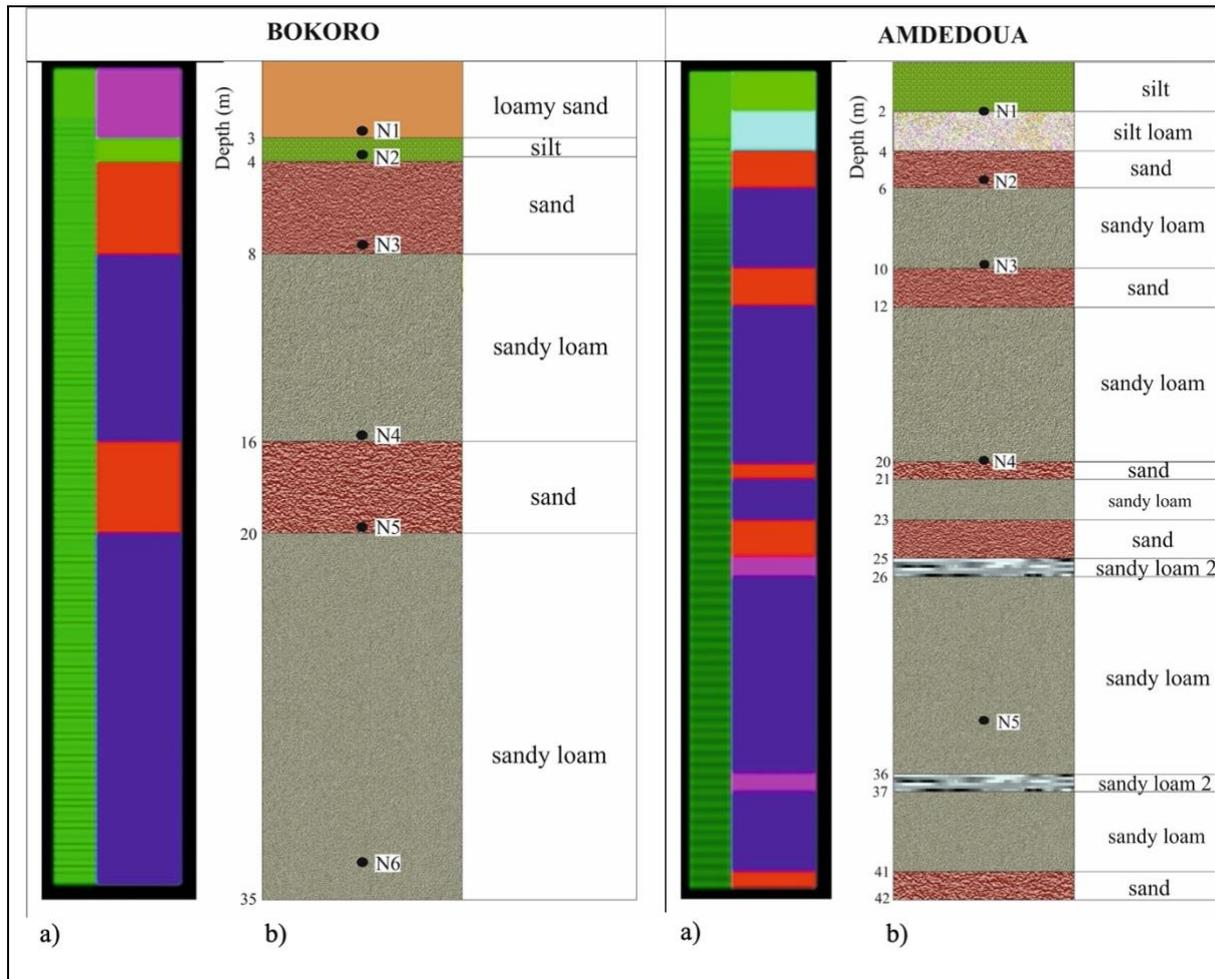 BOKORO
AMDEDOUA
Depth (m)
3
4
8
16
20
35
N1
N2
N3
N4
N5
N6
loamy sand
silt
sand
sandy loam
sand
sandy loam
a)
b)
Depth (m)
2
4
6
10
12
20
21
23
25
26
36
37
41
42
N1
N2
N3
N4
N5
silt
silt loam
sand
sandy loam
sand
sandy loam
sand
sandy loam
sand
sandy loam 2
sandy loam
sandy loam 2
sandy loam
sand
a)
b)